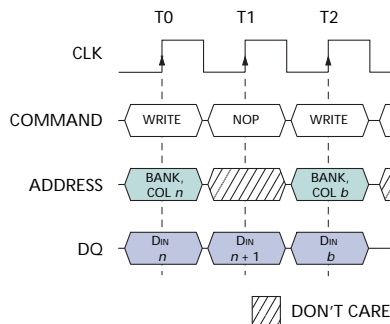 T0 T1 T2
CLK
COMMAND WRITE NOP WRITE
ADDRESS BANK, COL n BANK, COL b
DQ DIN n DIN n + 1 DIN b
DON'T CARE